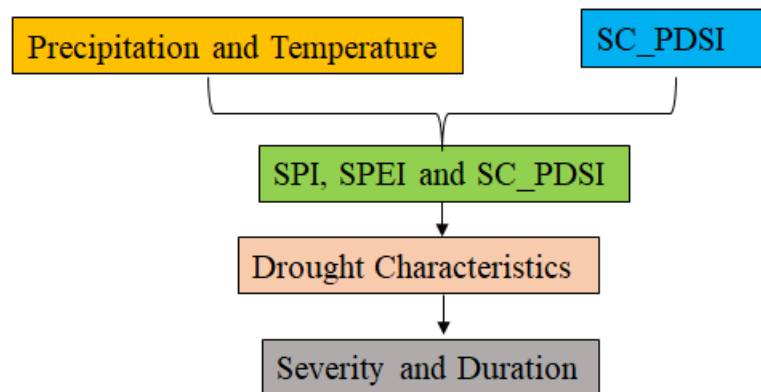 Precipitation and Temperature
SC_PDSI
SPI, SPEI and SC_PDSI
Drought Characteristics
Severity and Duration